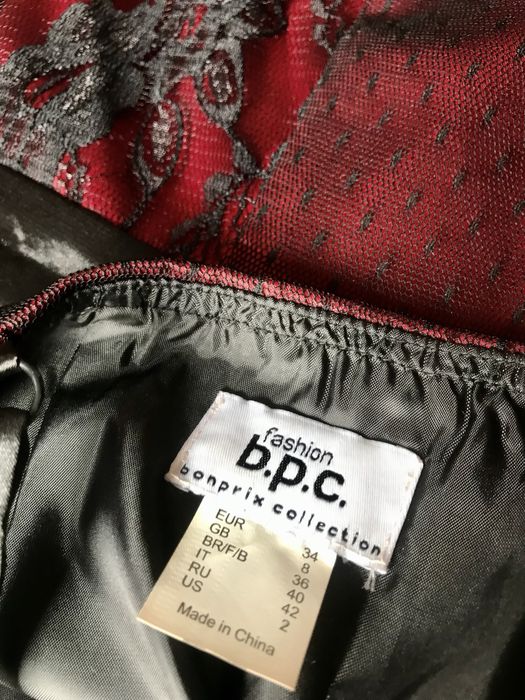 fashion
b.p.c.
bonprix collection
EUR 34
GB 8
BR/F/B 36
IT 40
RU 42
US 2
Made in China